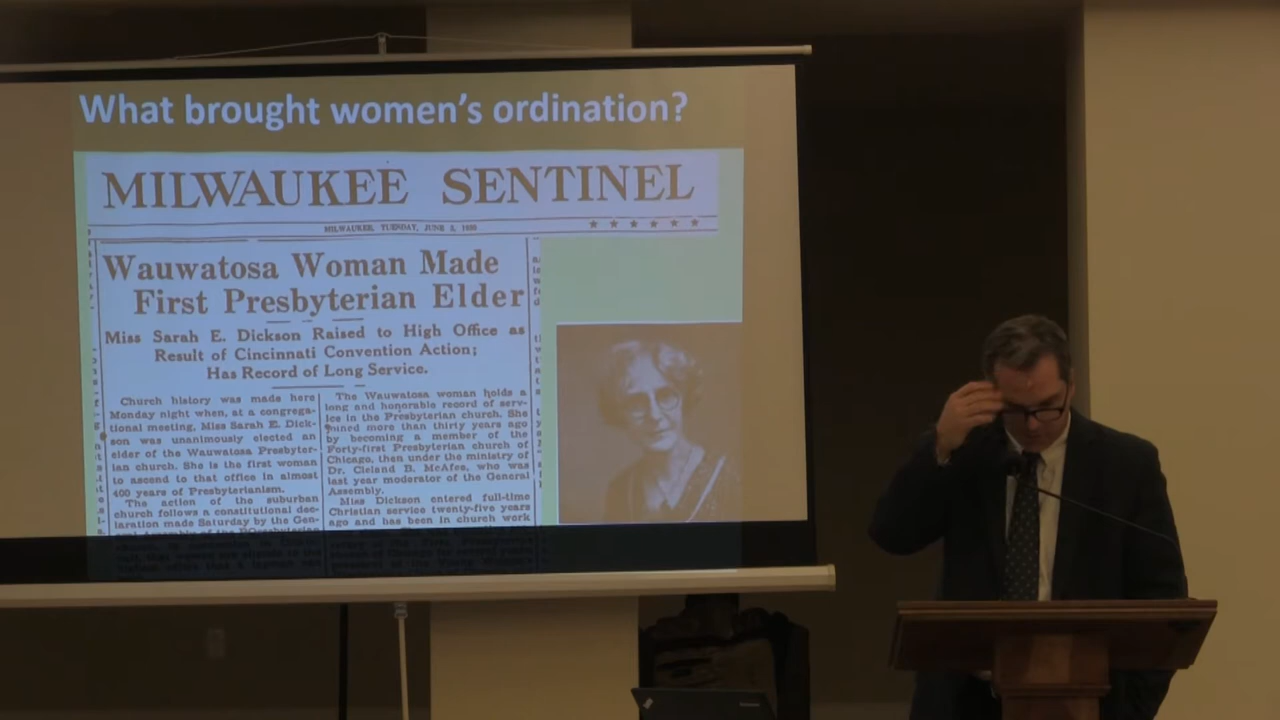 What brought women's ordination?
MILWAUKEE SENTINEL
MILWAUKEE, TUESDAY, JUNE 3, 1930
Wauwatosa Woman Made
First Presbyterian Elder
Miss Sarah E. Dickson Raised to High Office as
Result of Cincinnati Convention Action;
Has Record of Long Service.
Church history was made here
Monday night when, at a congrega-
tional meeting, Miss Sarah E. Dick-
son was unanimously elected an
elder of the Wauwatosa Presbyter-
ian church. She is the first woman
to ascend to that office in almost
400 years of Presbyterianism.
The action of the suburban
church follows a constitutional dec-
laration made Saturday by the Gen-
The Wauwatosa woman holds a
long and honorable record of serv-
ice in the Presbyterian church. She
joined more than thirty years ago
by becoming a member of the
Forty-first Presbyterian church of
Chicago, then under the ministry of
Dr. Cleland B. McAfee, who was
last year moderator of the General
Assembly.
Miss Dickson entered full-time
Christian service twenty-five years
ago and has been in church work